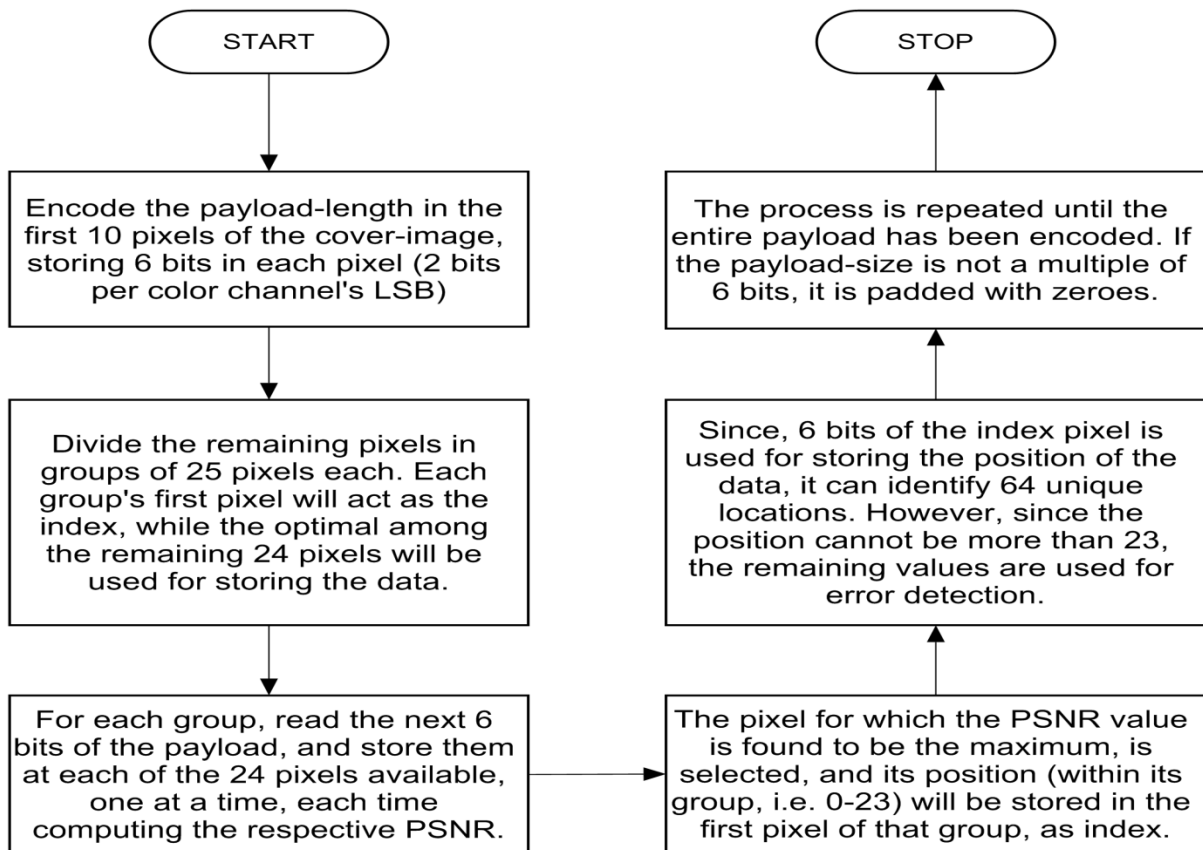 START
Encode the payload-length in the
first 10 pixels of the cover-image,
storing 6 bits in each pixel (2 bits
per color channel's LSB)
Divide the remaining pixels in
groups of 25 pixels each. Each
group's first pixel will act as the
index, while the optimal among
the remaining 24 pixels will be
used for storing the data.
For each group, read the next 6
bits of the payload, and store them
at each of the 24 pixels available,
one at a time, each time
computing the respective PSNR.
The pixel for which the PSNR value
is found to be the maximum, is
selected, and its position (within its
group, i.e. 0-23) will be stored in the
first pixel of that group, as index.
Since, 6 bits of the index pixel is
used for storing the position of the
data, it can identify 64 unique
locations. However, since the
position cannot be more than 23,
the remaining values are used for
error detection.
The process is repeated until the
entire payload has been encoded. If
the payload-size is not a multiple of
6 bits, it is padded with zeroes.
STOP